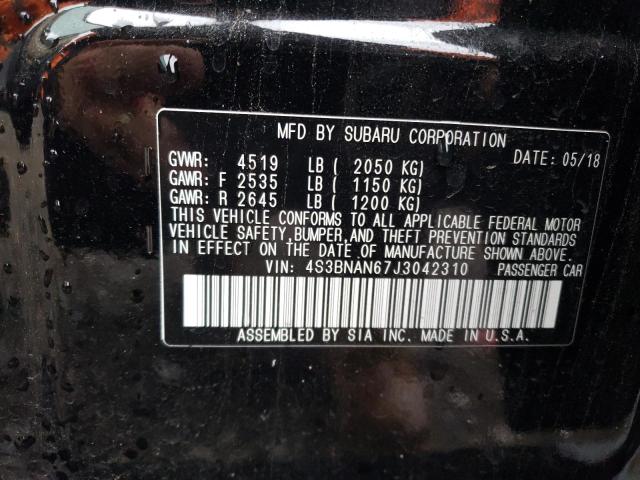 MFD BY SUBARU CORPORATION
GVWR: 4519 LB ( 2050 KG) DATE: 05/18
GAWR: F 2535 LB ( 1150 KG)
GAWR: R 2645 LB ( 1200 KG)
THIS VEHICLE CONFORMS TO ALL APPLICABLE FEDERAL MOTOR
VEHICLE SAFETY, BUMPER, AND THEFT PREVENTION STANDARDS
IN EFFECT ON THE DATE OF MANUFACTURE SHOWN ABOVE.
VIN: 4S3BNAN67J3042310 PASSENGER CAR
ASSEMBLED BY SIA INC. MADE IN U.S.A.